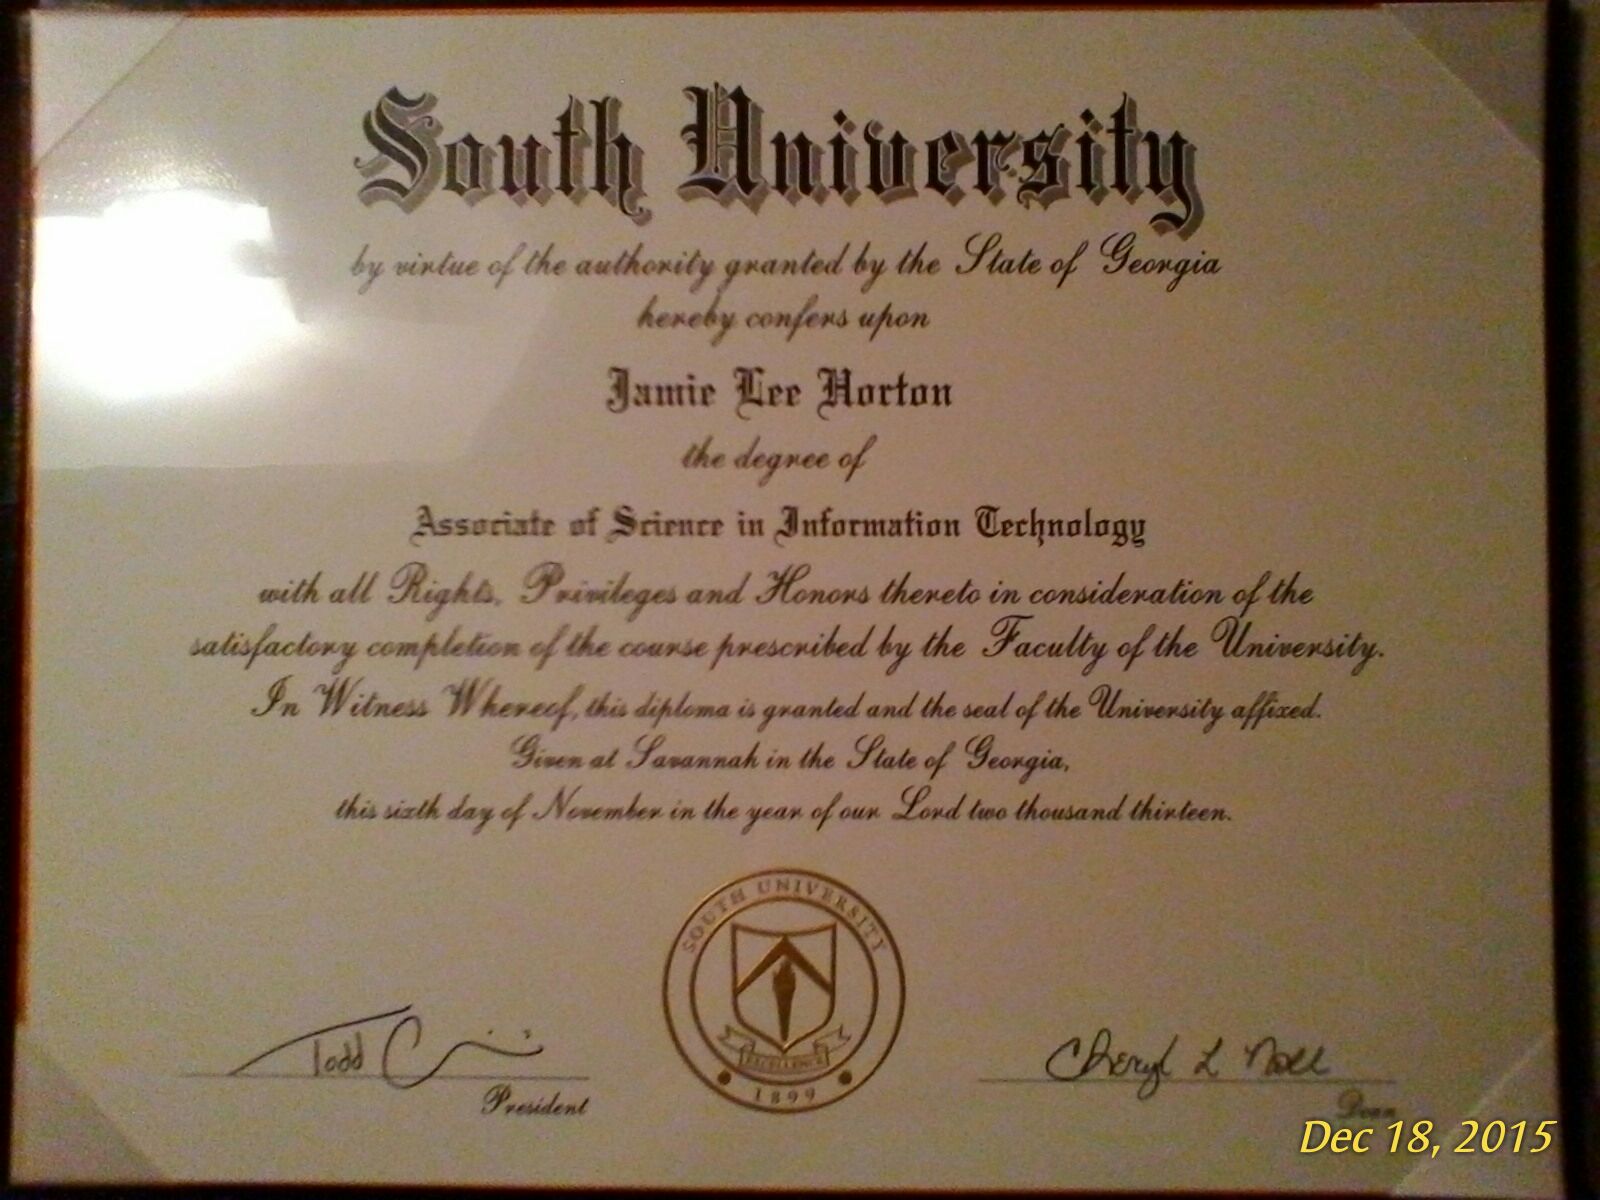 South University
by virtue of the authority granted by the State of Georgia
hereby confers upon
Jamie Lee Horton
the degree of
Associate of Science in Information Technology
with all Rights, Privileges and Honors thereto in consideration of the
satisfactory completion of the course prescribed by the Faculty of the University.
In Witness Whereof, this diploma is granted and the seal of the University affixed.
Given at Savannah in the State of Georgia,
this sixth day of November in the year of our Lord two thousand thirteen.
SOUTH UNIVERSITY
EXCELLENCE
1899
Todd
President
Cheryl L Noll
Dean
Dec 18, 2015